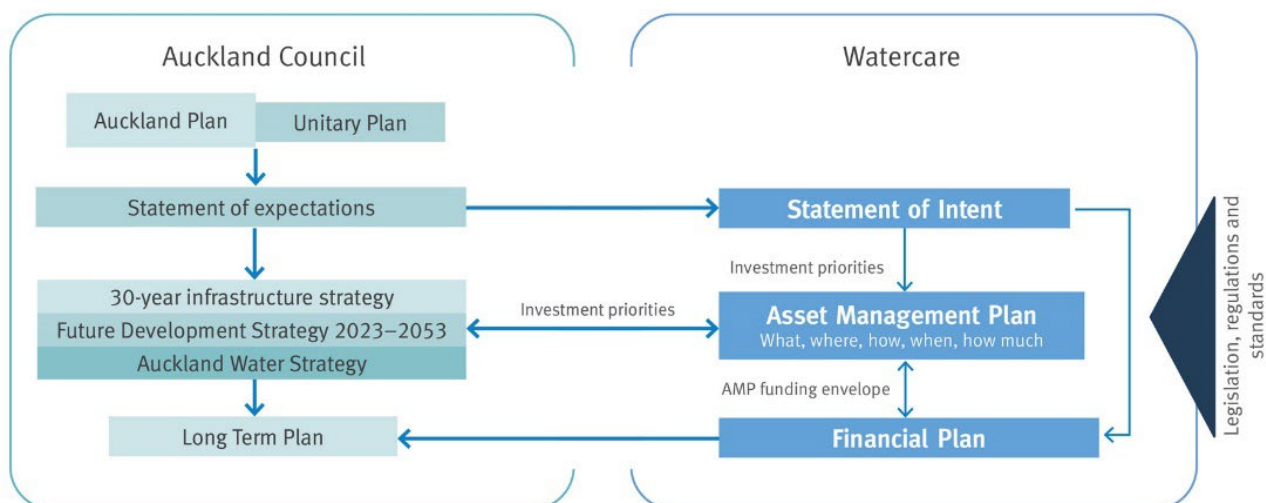 Auckland Council
Watercare
Auckland Plan
Unitary Plan
Statement of expectations
Statement of Intent
Investment priorities
30-year infrastructure strategy
Future Development Strategy 2023–2053
Auckland Water Strategy
Investment priorities
Asset Management Plan
What, where, how, when, how much
AMP funding envelope
Long Term Plan
Financial Plan
Legislation, regulations and
standards